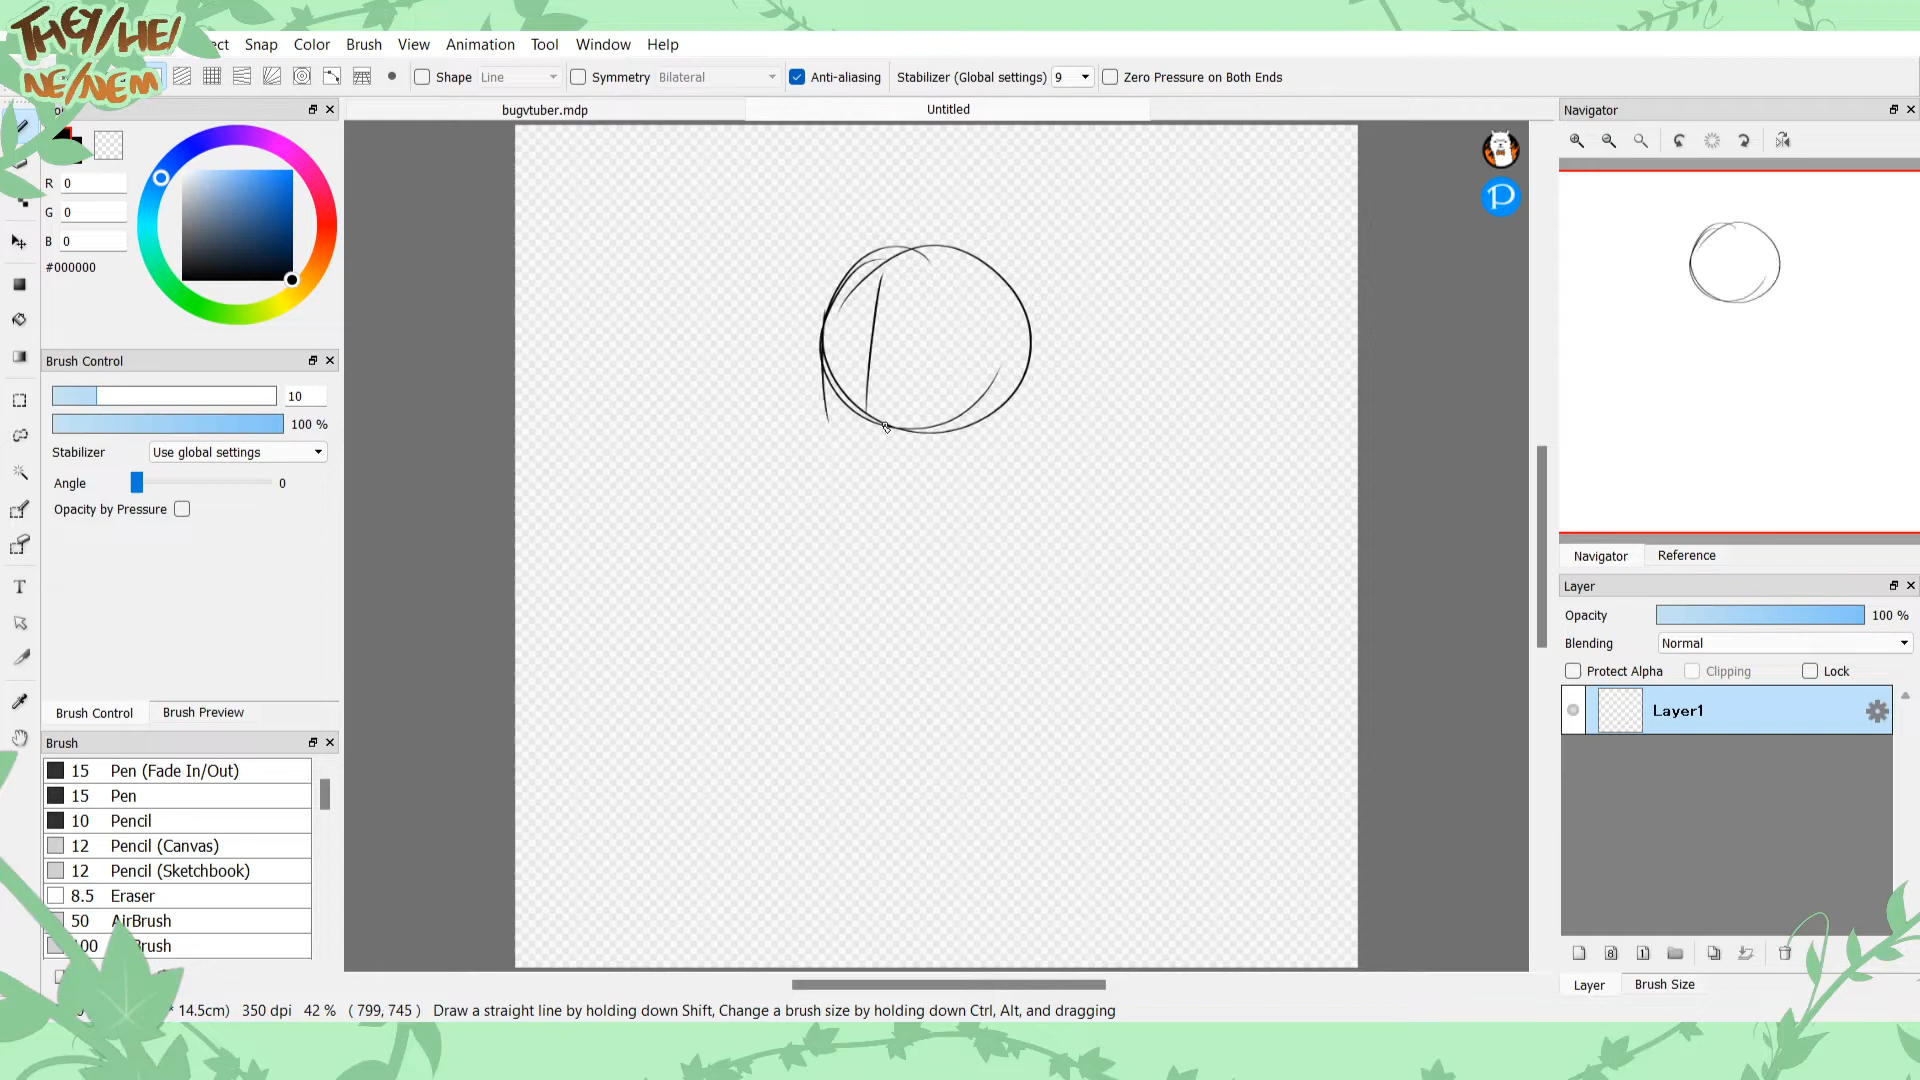 THEY/HE/
NE/NEM
ect Snap Color Brush View Animation Tool Window Help
Shape Line Symmetry Bilateral Anti-aliasing Stabilizer (Global settings) 9 Zero Pressure on Both Ends
bugvtuber.mdp Untitled
Navigator
R 0
G 0
B 0
#000000
Brush Control
10
100 %
Stabilizer Use global settings
Angle 0
Opacity by Pressure
Brush Control Brush Preview
Brush
15 Pen (Fade In/Out)
15 Pen
10 Pencil
12 Pencil (Canvas)
12 Pencil (Sketchbook)
8.5 Eraser
50 AirBrush
100 Brush
Navigator Reference
Layer
Opacity 100 %
Blending Normal
Protect Alpha Clipping Lock
Layer1
Layer Brush Size
* 14.5cm) 350 dpi 42 % ( 799, 745 ) Draw a straight line by holding down Shift, Change a brush size by holding down Ctrl, Alt, and dragging